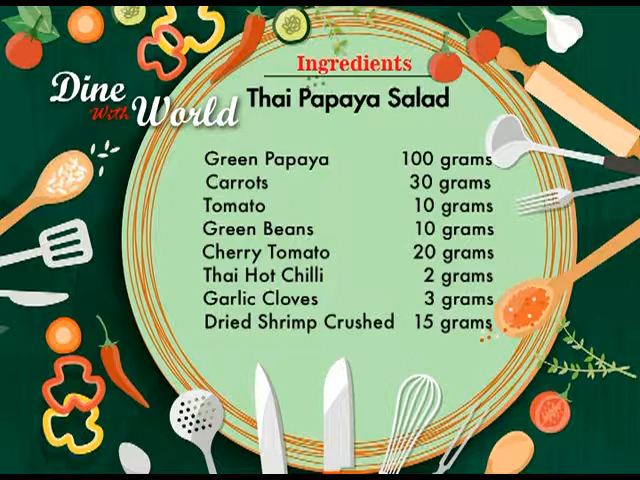 Ingredients
Dine
With World
Thai Papaya Salad
Green Papaya 100 grams
Carrots 30 grams
Tomato 10 grams
Green Beans 10 grams
Cherry Tomato 20 grams
Thai Hot Chilli 2 grams
Garlic Cloves 3 grams
Dried Shrimp Crushed 15 grams